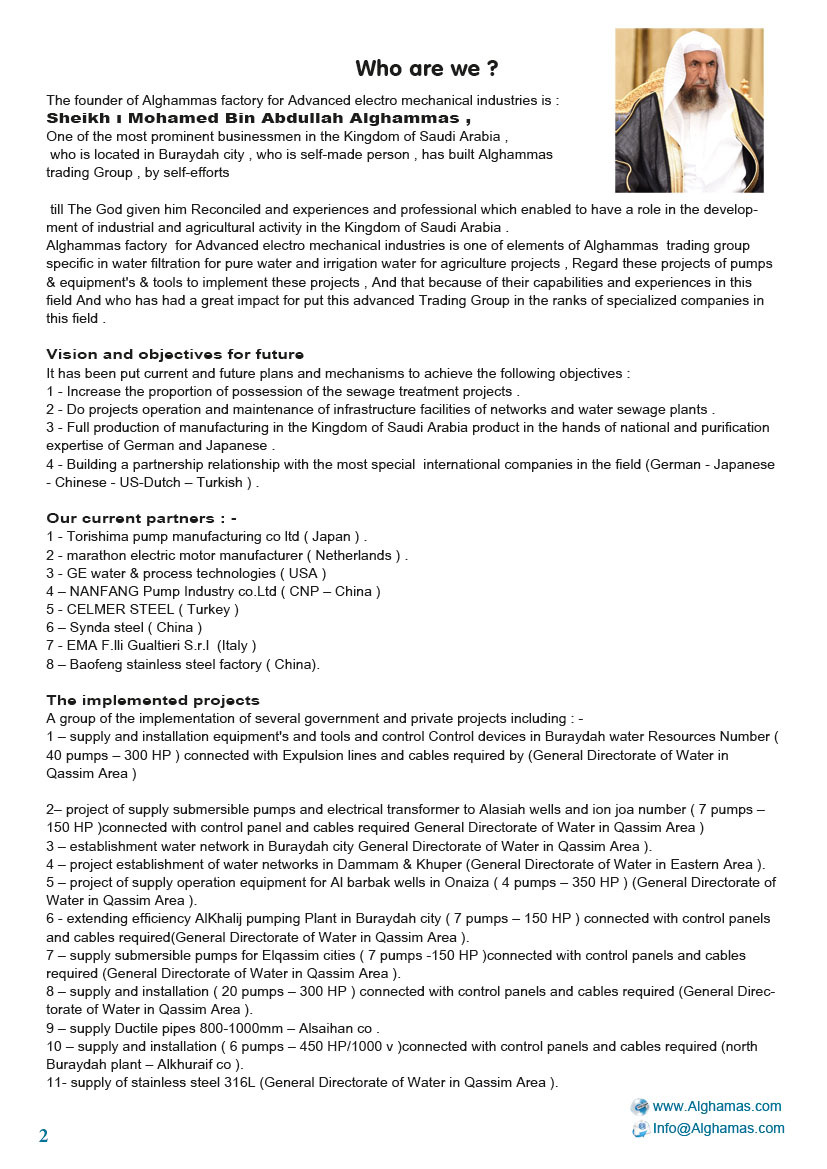 Who are we ?
The founder of Alghammas factory for Advanced electro mechanical industries is :
Sheikh ı Mohamed Bin Abdullah Alghammas ,
One of the most prominent businessmen in the Kingdom of Saudi Arabia ,
who is located in Buraydah city , who is self-made person , has built Alghammas
trading Group , by self-efforts
till The God given him Reconciled and experiences and professional which enabled to have a role in the develop-
ment of industrial and agricultural activity in the Kingdom of Saudi Arabia .
Alghammas factory  for Advanced electro mechanical industries is one of elements of Alghammas  trading group
specific in water filtration for pure water and irrigation water for agriculture projects , Regard these projects of pumps
& equipment's & tools to implement these projects , And that because of their capabilities and experiences in this
field And who has had a great impact for put this advanced Trading Group in the ranks of specialized companies in
this field .
Vision and objectives for future
It has been put current and future plans and mechanisms to achieve the following objectives :
1 - Increase the proportion of possession of the sewage treatment projects .
2 - Do projects operation and maintenance of infrastructure facilities of networks and water sewage plants .
3 - Full production of manufacturing in the Kingdom of Saudi Arabia product in the hands of national and purification
expertise of German and Japanese .
4 - Building a partnership relationship with the most special  international companies in the field (German - Japanese
- Chinese - US-Dutch – Turkish ) .
Our current partners : -
1 - Torishima pump manufacturing co ltd ( Japan ) .
2 - marathon electric motor manufacturer ( Netherlands ) .
3 - GE water & process technologies ( USA )
4 – NANFANG Pump Industry co.Ltd ( CNP – China )
5 - CELMER STEEL ( Turkey )
6 – Synda steel ( China )
7 - EMA F.lli Gualtieri S.r.l  (Italy )
8 – Baofeng stainless steel factory ( China).
The implemented projects
A group of the implementation of several government and private projects including : -
1 – supply and installation equipment's and tools and control Control devices in Buraydah water Resources Number (
40 pumps – 300 HP ) connected with Expulsion lines and cables required by (General Directorate of Water in
Qassim Area )
2– project of supply submersible pumps and electrical transformer to Alasiah wells and ion joa number ( 7 pumps –
150 HP )connected with control panel and cables required General Directorate of Water in Qassim Area )
3 – establishment water network in Buraydah city General Directorate of Water in Qassim Area ).
4 – project establishment of water networks in Dammam & Khuper (General Directorate of Water in Eastern Area ).
5 – project of supply operation equipment for Al barbak wells in Onaiza ( 4 pumps – 350 HP ) (General Directorate of
Water in Qassim Area ).
6 - extending efficiency AlKhalij pumping Plant in Buraydah city ( 7 pumps – 150 HP ) connected with control panels
and cables required(General Directorate of Water in Qassim Area ).
7 – supply submersible pumps for Elqassim cities ( 7 pumps -150 HP )connected with control panels and cables
required (General Directorate of Water in Qassim Area ).
8 – supply and installation ( 20 pumps – 300 HP ) connected with control panels and cables required (General Direc-
torate of Water in Qassim Area ).
9 – supply Ductile pipes 800-1000mm – Alsaihan co .
10 – supply and installation ( 6 pumps – 450 HP/1000 v )connected with control panels and cables required (north
Buraydah plant – Alkhuraif co ).
11- supply of stainless steel 316L (General Directorate of Water in Qassim Area ).
www.Alghamas.com
Info@Alghamas.com
2